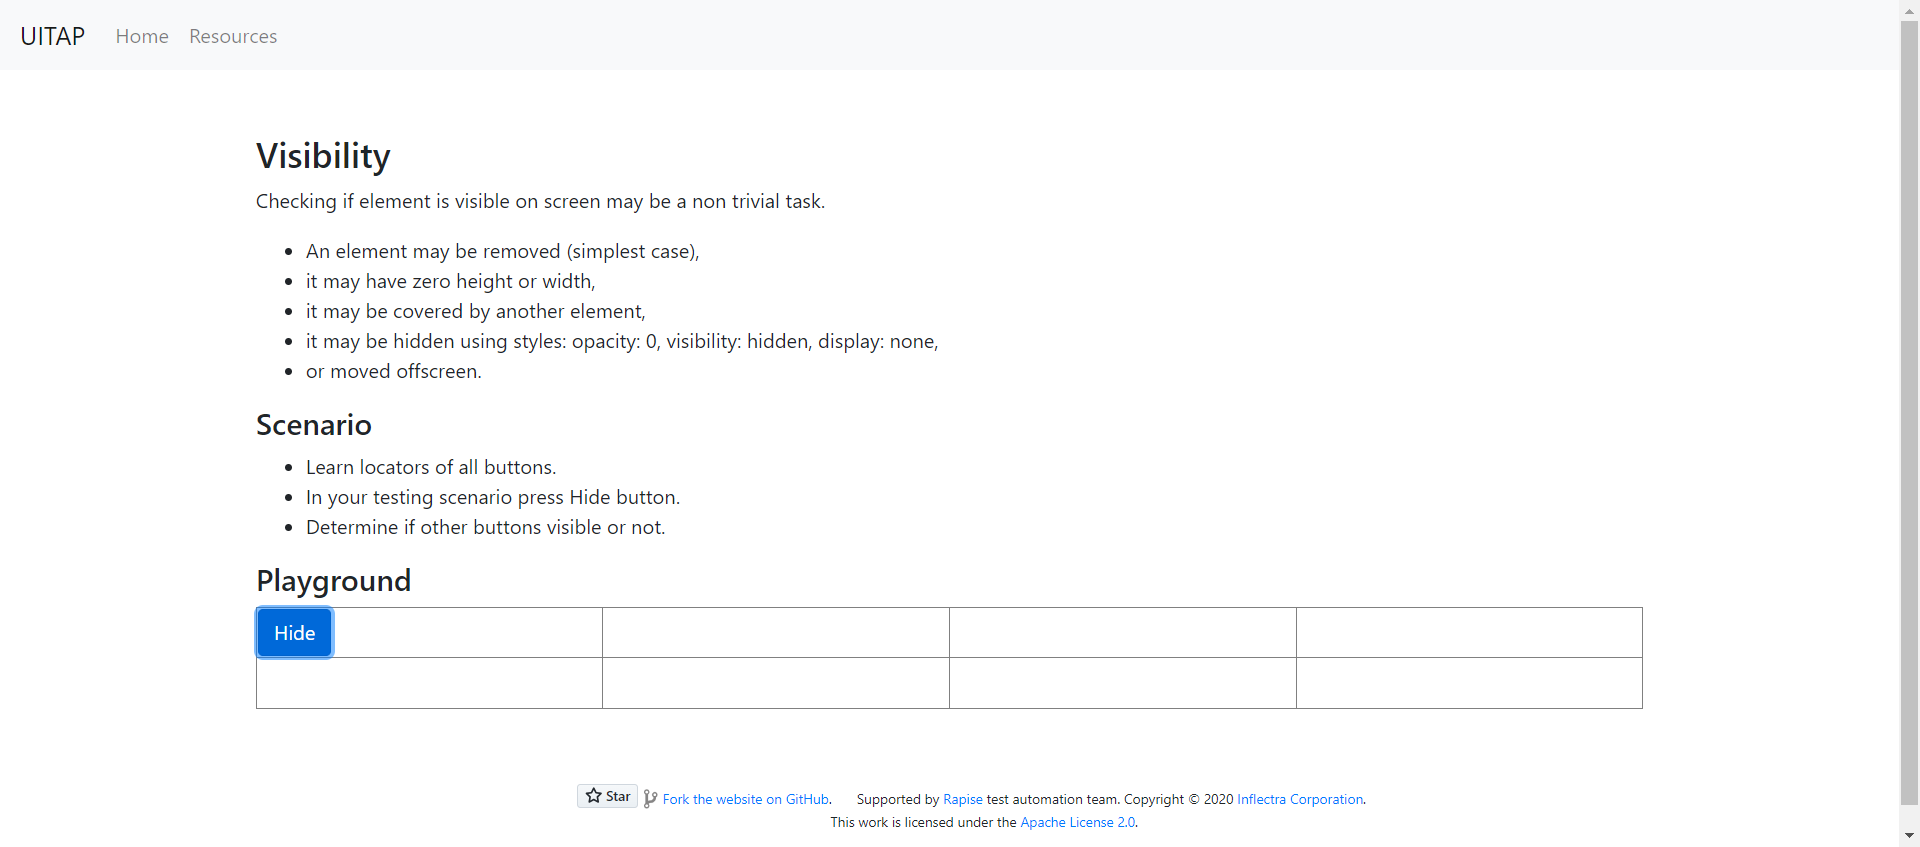 UITAP Home Resources
Visibility
Checking if element is visible on screen may be a non trivial task.
An element may be removed (simplest case),
it may have zero height or width,
it may be covered by another element,
it may be hidden using styles: opacity: 0, visibility: hidden, display: none,
or moved offscreen.
Scenario
Learn locators of all buttons.
In your testing scenario press Hide button.
Determine if other buttons visible or not.
Playground
Hide
Star Fork the website on GitHub. Supported by Rapise test automation team. Copyright © 2020 Inflectra Corporation.
This work is licensed under the Apache License 2.0.